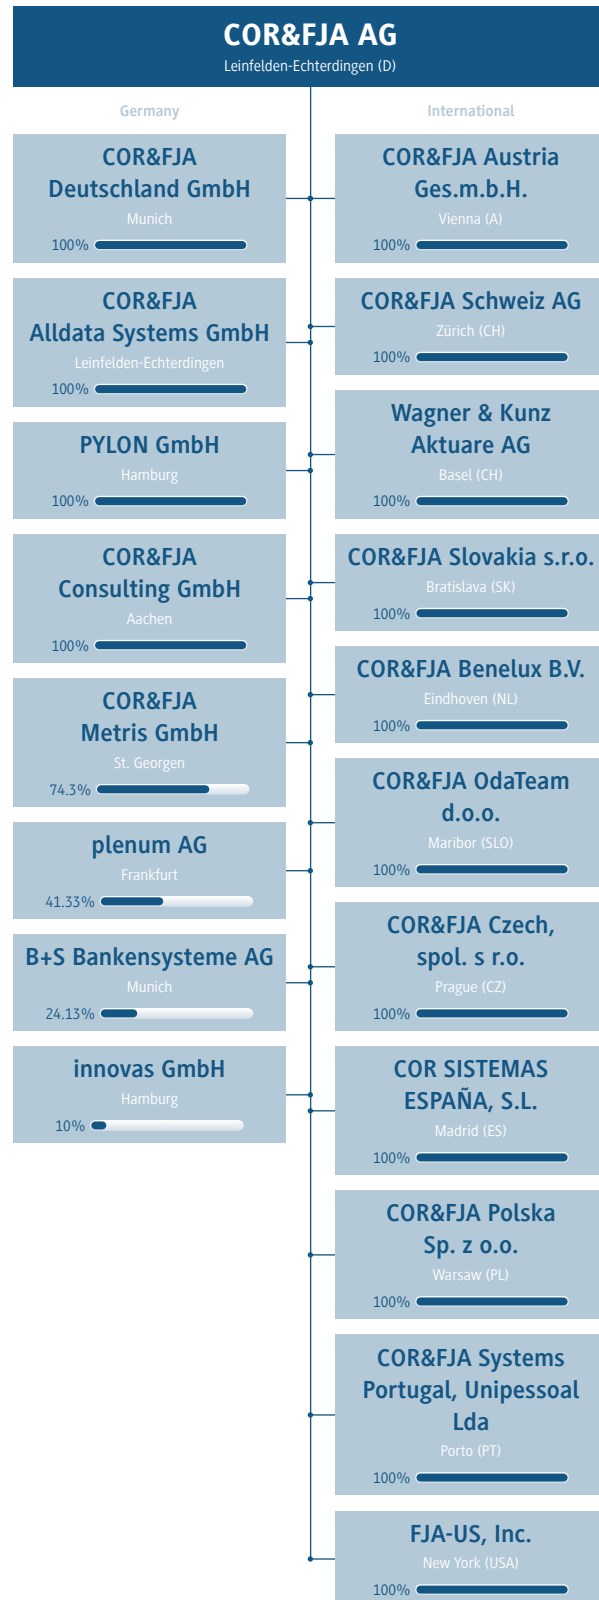 COR&FJA AG
Leinfelden-Echterdingen (D)
Germany
COR&FJA
Deutschland GmbH
Munich
100%
COR&FJA
Alldata Systems GmbH
Leinfelden-Echterdingen
100%
PYLON GmbH
Hamburg
100%
COR&FJA
Consulting GmbH
Aachen
100%
COR&FJA
Metris GmbH
St. Georgen
74.3%
plenum AG
Frankfurt
41.33%
B+S Bankensysteme AG
Munich
24.13%
innovas GmbH
Hamburg
10%
International
COR&FJA Austria
Ges.m.b.H.
Vienna (A)
100%
COR&FJA Schweiz AG
Zürich (CH)
100%
Wagner & Kunz
Aktuare AG
Basel (CH)
100%
COR&FJA Slovakia s.r.o.
Bratislava (SK)
100%
COR&FJA Benelux B.V.
Eindhoven (NL)
100%
COR&FJA OdaTeam
d.o.o.
Maribor (SLO)
100%
COR&FJA Czech,
spol. s r.o.
Prague (CZ)
100%
COR SISTEMAS
ESPAÑA, S.L.
Madrid (ES)
100%
COR&FJA Polska
Sp. z o.o.
Warsaw (PL)
100%
COR&FJA Systems
Portugal, Unipessoal
Lda
Porto (PT)
100%
FJA-US, Inc.
New York (USA)
100%